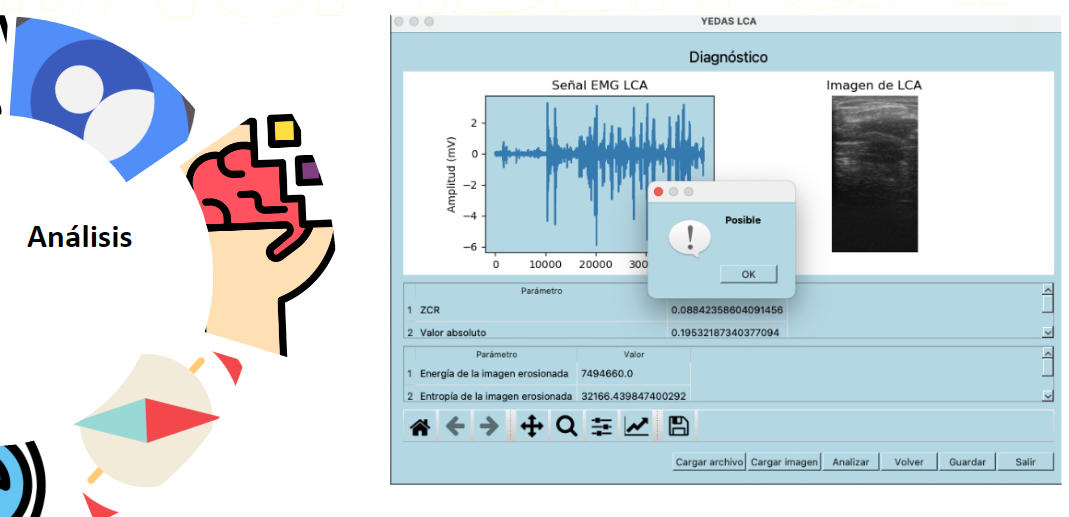 Análisis
YEDAS LCA
Diagnóstico
Señal EMG LCA
Imagen de LCA
Amplitud (mV)
2
0
−2
−4
−6
0 10000 20000
Posible
OK
Parámetro
1 ZCR 0.08842358604091456
2 Valor absoluto 0.19532187340377094
Parámetro Valor
1 Energía de la imagen erosionada 7494660.0
2 Entropía de la imagen erosionada 32166.439847400292
Cargar archivo Cargar imagen Analizar Volver Guardar Salir